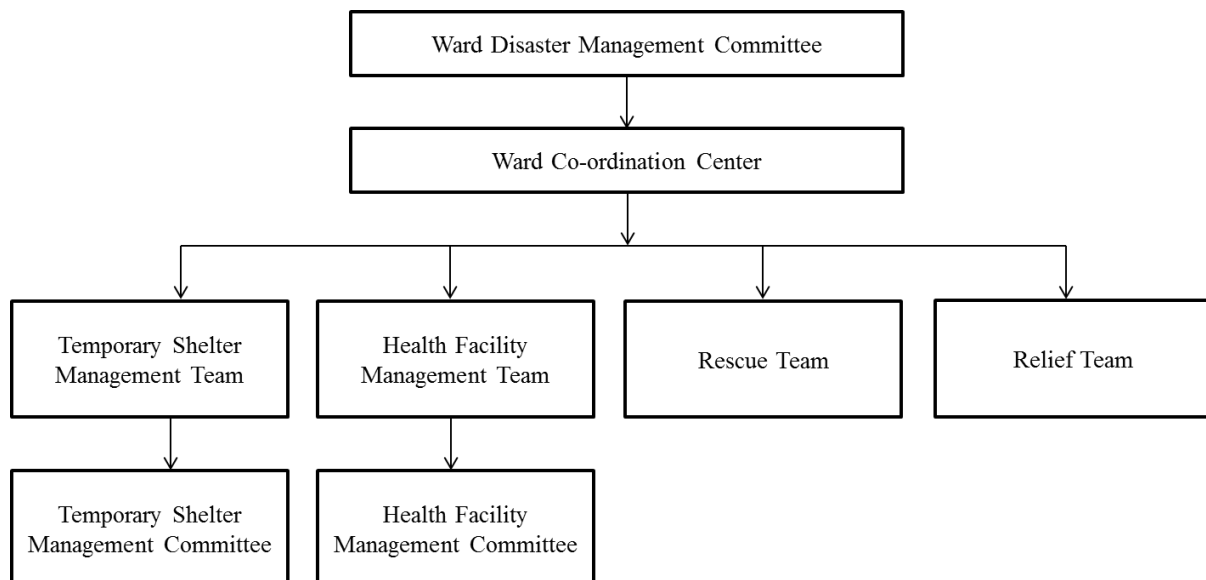 Ward Disaster Management Committee
Ward Co-ordination Center
Temporary Shelter
Management Team
Health Facility
Management Team
Rescue Team
Relief Team
Temporary Shelter
Management Committee
Health Facility
Management Committee